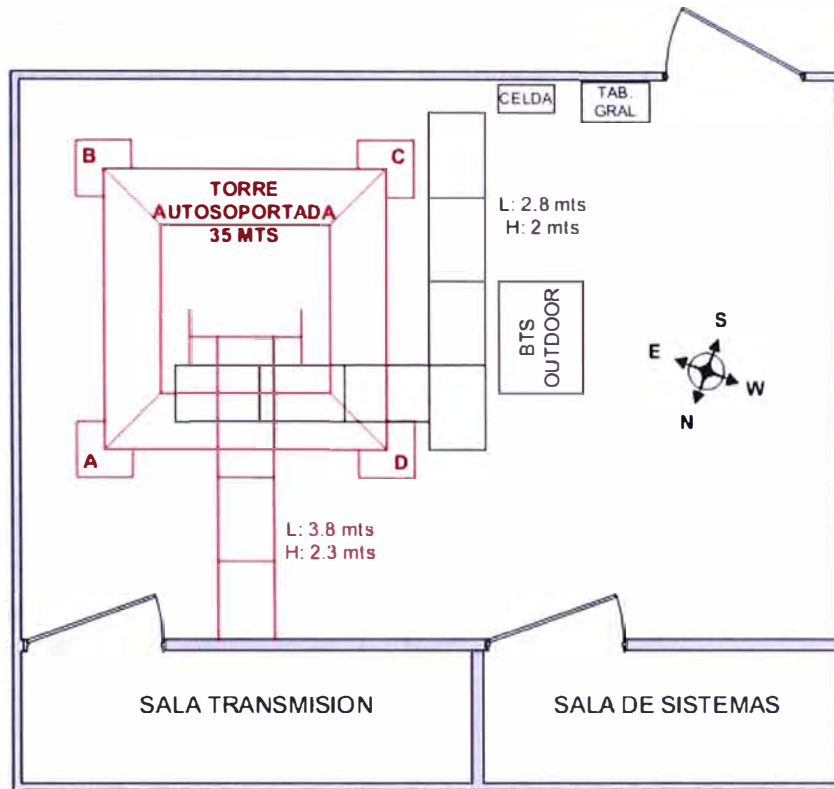 CELDA
TAB.
GRAL
B
C
TORRE
AUTOSOPORTADA
35 MTS
L: 2.8 mts
H: 2 mts
BTS
OUTDOOR
S
E
W
N
A
D
L: 3.8 mts
H: 2.3 mts
SALA TRANSMISION
SALA DE SISTEMAS